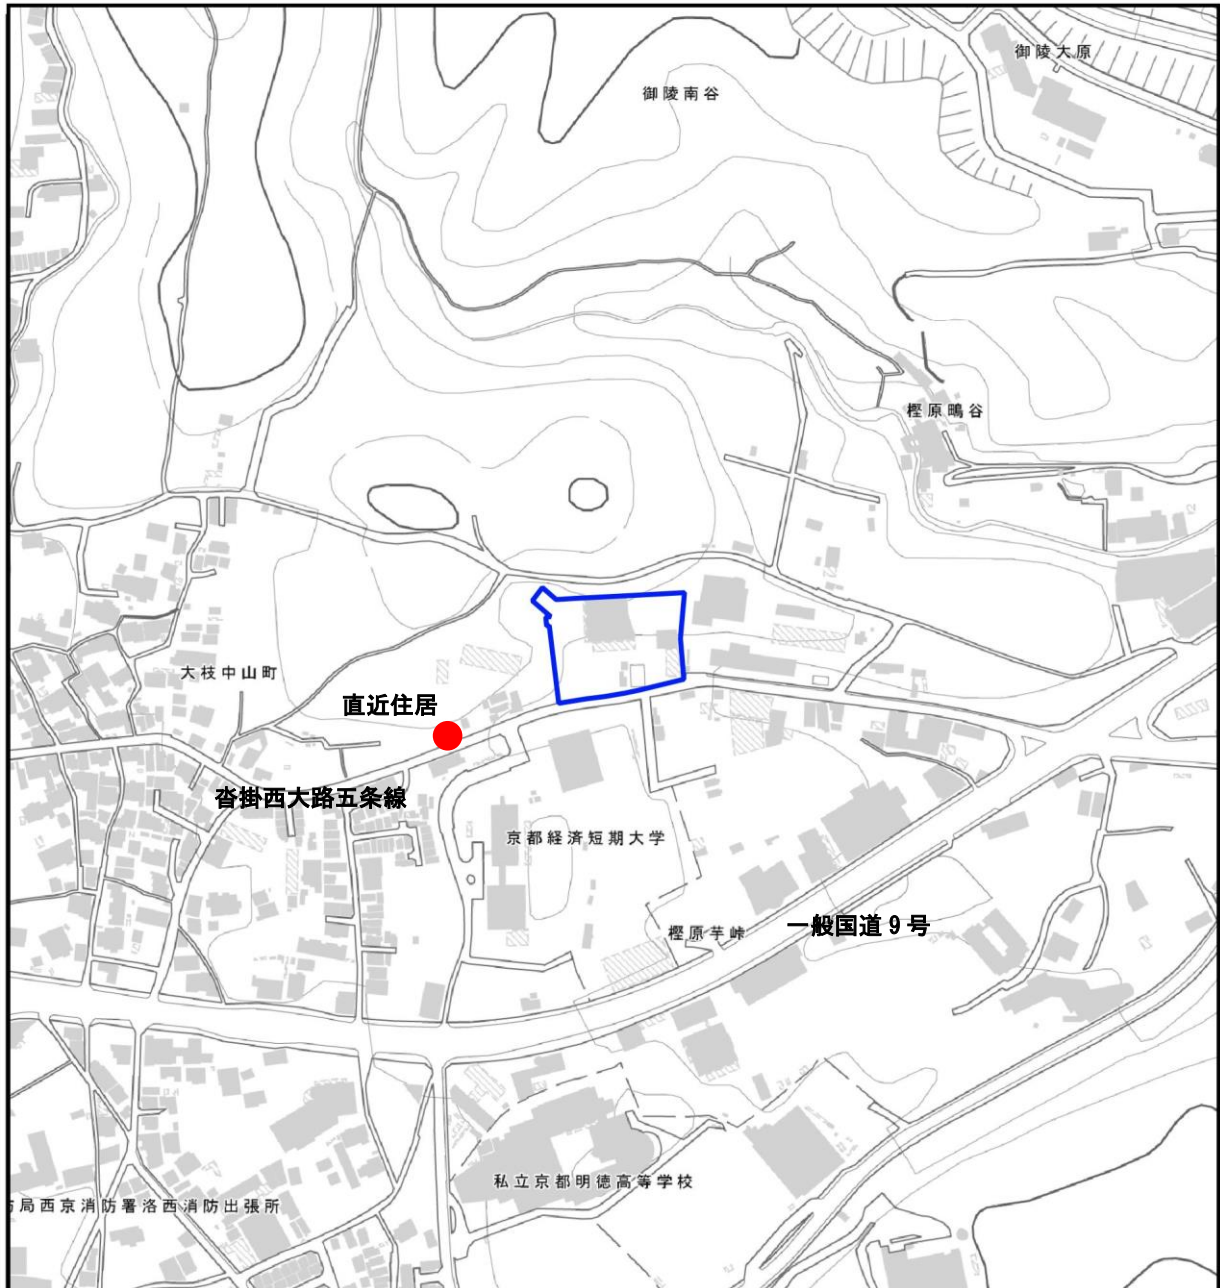 御陵大原
御陵南谷
樫原鴫谷
大枝中山町
直近住居
沓掛西大路五条線
京都経済短期大学
樫原芋峠
一般国道9号
私立京都明徳高等学校
局西京消防署洛西消防出張所